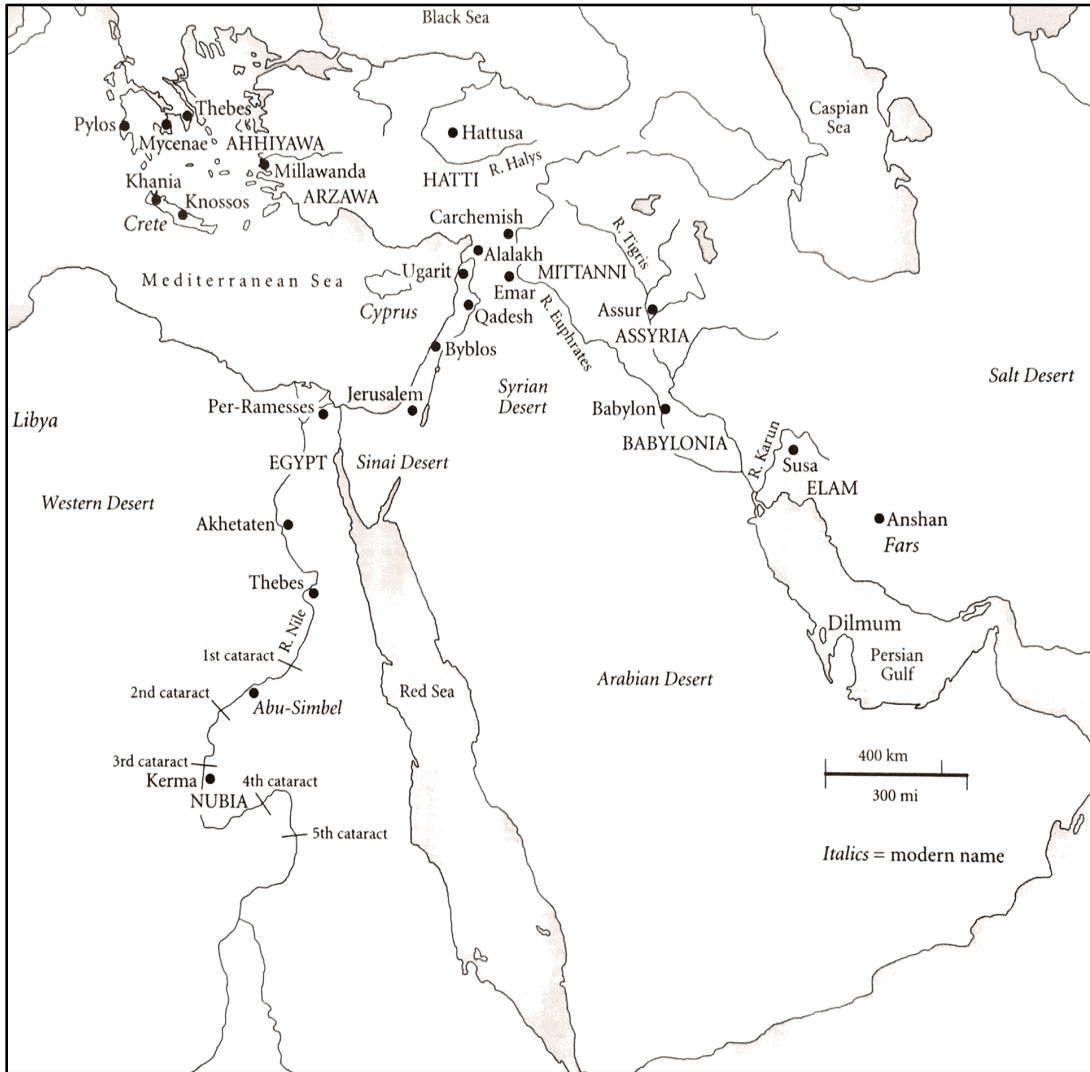 Black Sea
Caspian
Sea
Thebes
Pylos
Mycenae
AHHIYAWA
Hattusa
R. Halys
HATTI
Millawanda
ARZAWA
Khania
Knossos
Crete
Carchemish
Alalakh
R. Tigris
Ugarit
MITTANNI
Mediterranean Sea
Emar
Cyprus
Qadesh
R. Euphrates
Assur
ASSYRIA
Byblos
Salt Desert
Syrian
Desert
Jerusalem
Per-Ramesses
Babylon
Libya
BABYLONIA
R. Karun
EGYPT
Sinai Desert
Susa
ELAM
Western Desert
Akhetaten
Anshan
Fars
Thebes
R. Nile
Dilmum
1st cataract
Persian
Gulf
2nd cataract
Red Sea
Arabian Desert
Abu-Simbel
3rd cataract
400 km
Kerma
4th cataract
300 mi
NUBIA
5th cataract
Italics = modern name